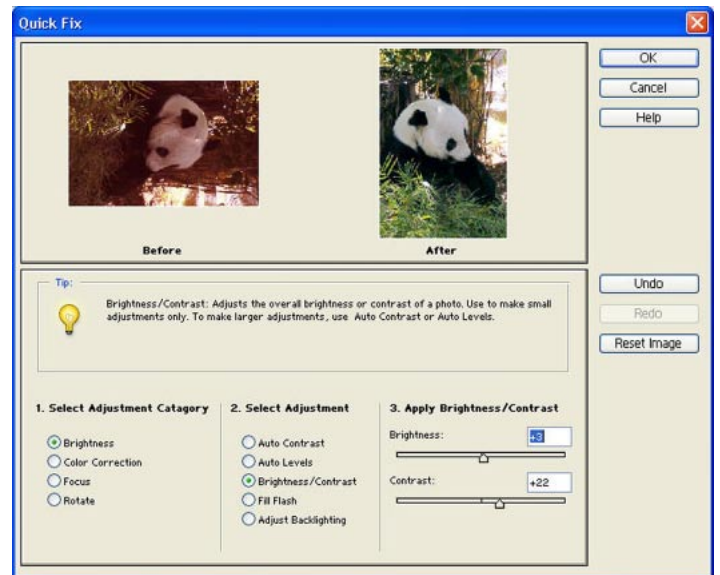 Quick Fix
OK
Cancel
Help
Before
After
Tip:
Brightness/Contrast: Adjusts the overall brightness or contrast of a photo. Use to make small
adjustments only. To make larger adjustments, use Auto Contrast or Auto Levels.
Undo
Redo
Reset Image
1. Select Adjustment Catagory
Brightness
Color Correction
Focus
Rotate
2. Select Adjustment
Auto Contrast
Auto Levels
Brightness/Contrast
Fill Flash
Adjust Backlighting
3. Apply Brightness/Contrast
Brightness: +3
Contrast: +22